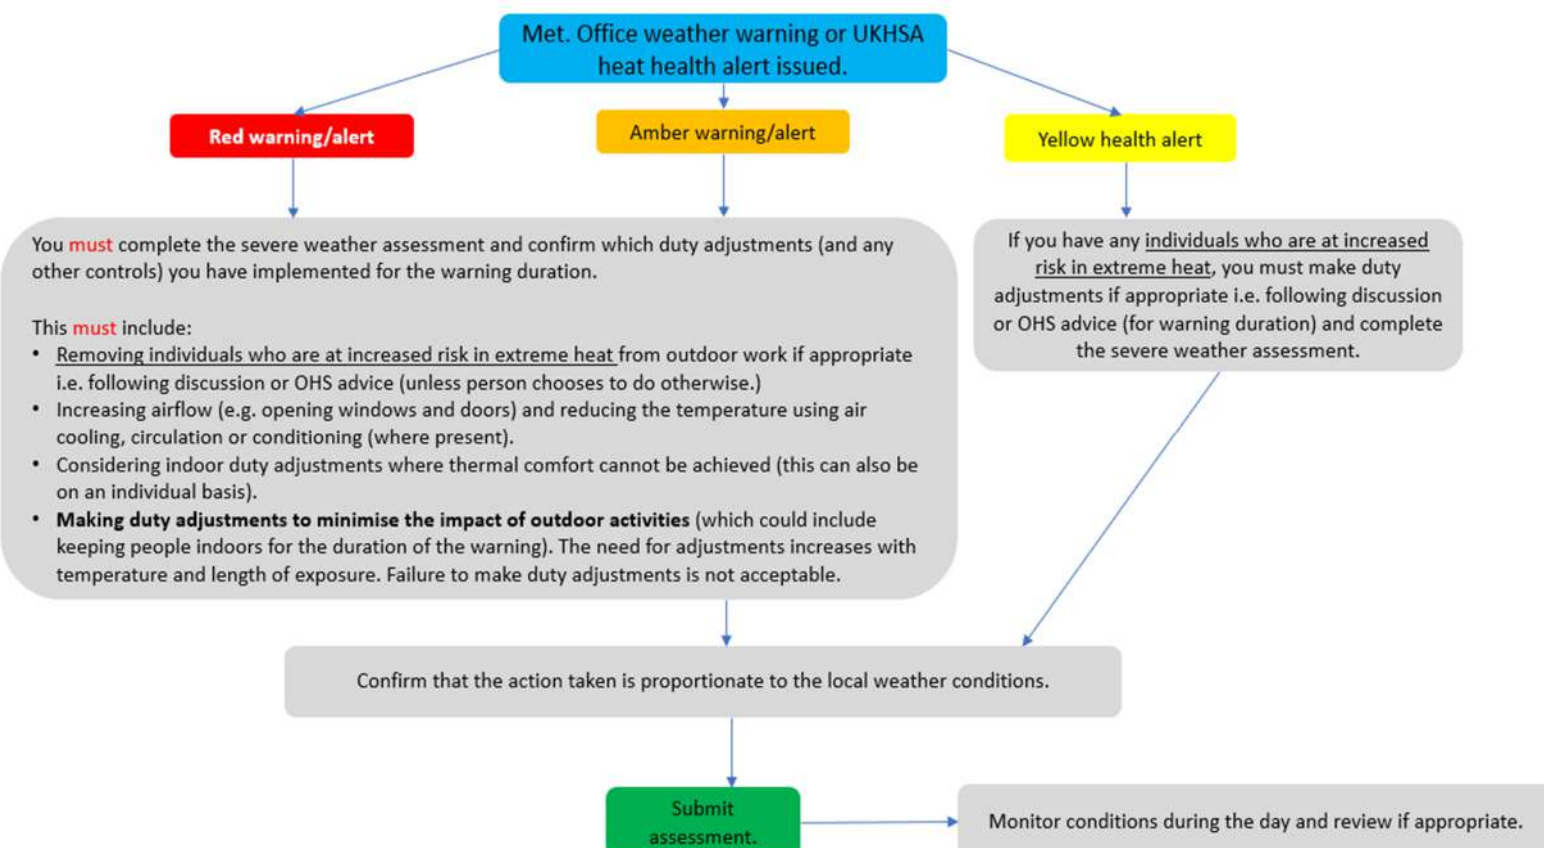 Met. Office weather warning or UKHSA
heat health alert issued.
Red warning/alert
Amber warning/alert
Yellow health alert
You must complete the severe weather assessment and confirm which duty adjustments (and any
other controls) you have implemented for the warning duration.
This must include:
• Removing individuals who are at increased risk in extreme heat from outdoor work if appropriate
i.e. following discussion or OHS advice (unless person chooses to do otherwise.)
• Increasing airflow (e.g. opening windows and doors) and reducing the temperature using air
cooling, circulation or conditioning (where present).
• Considering indoor duty adjustments where thermal comfort cannot be achieved (this can also be
on an individual basis).
• Making duty adjustments to minimise the impact of outdoor activities (which could include
keeping people indoors for the duration of the warning). The need for adjustments increases with
temperature and length of exposure. Failure to make duty adjustments is not acceptable.
If you have any individuals who are at increased
risk in extreme heat, you must make duty
adjustments if appropriate i.e. following discussion
or OHS advice (for warning duration) and complete
the severe weather assessment.
Confirm that the action taken is proportionate to the local weather conditions.
Submit
assessment.
Monitor conditions during the day and review if appropriate.